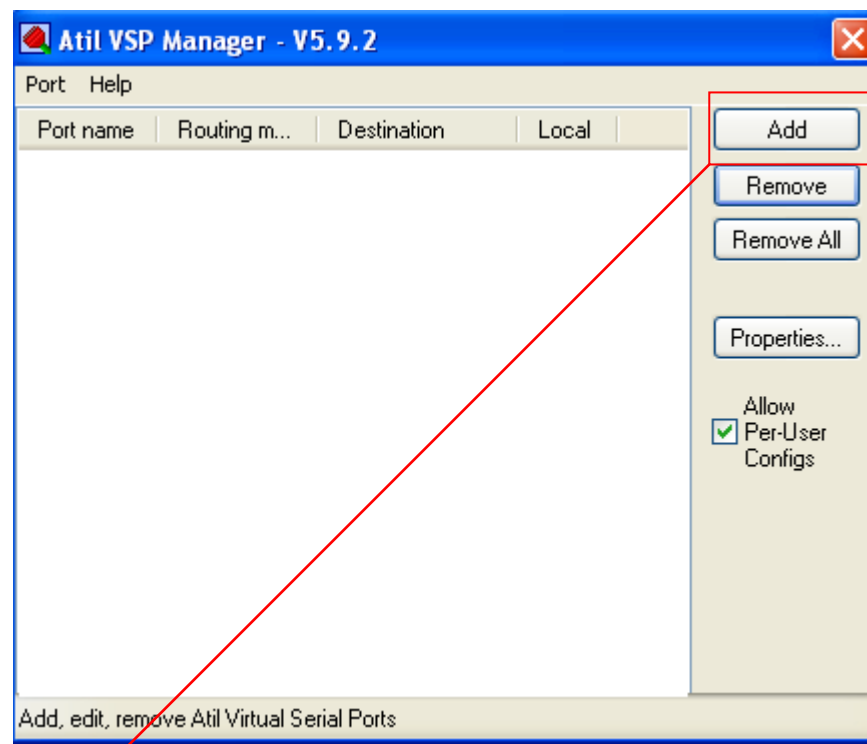 Atil VSP Manager - V5.9.2
Port Help
Port name Routing m... Destination Local
Add
Remove
Remove All
Properties...
Allow
Per-User
Configs
Add, edit, remove Atil Virtual Serial Ports